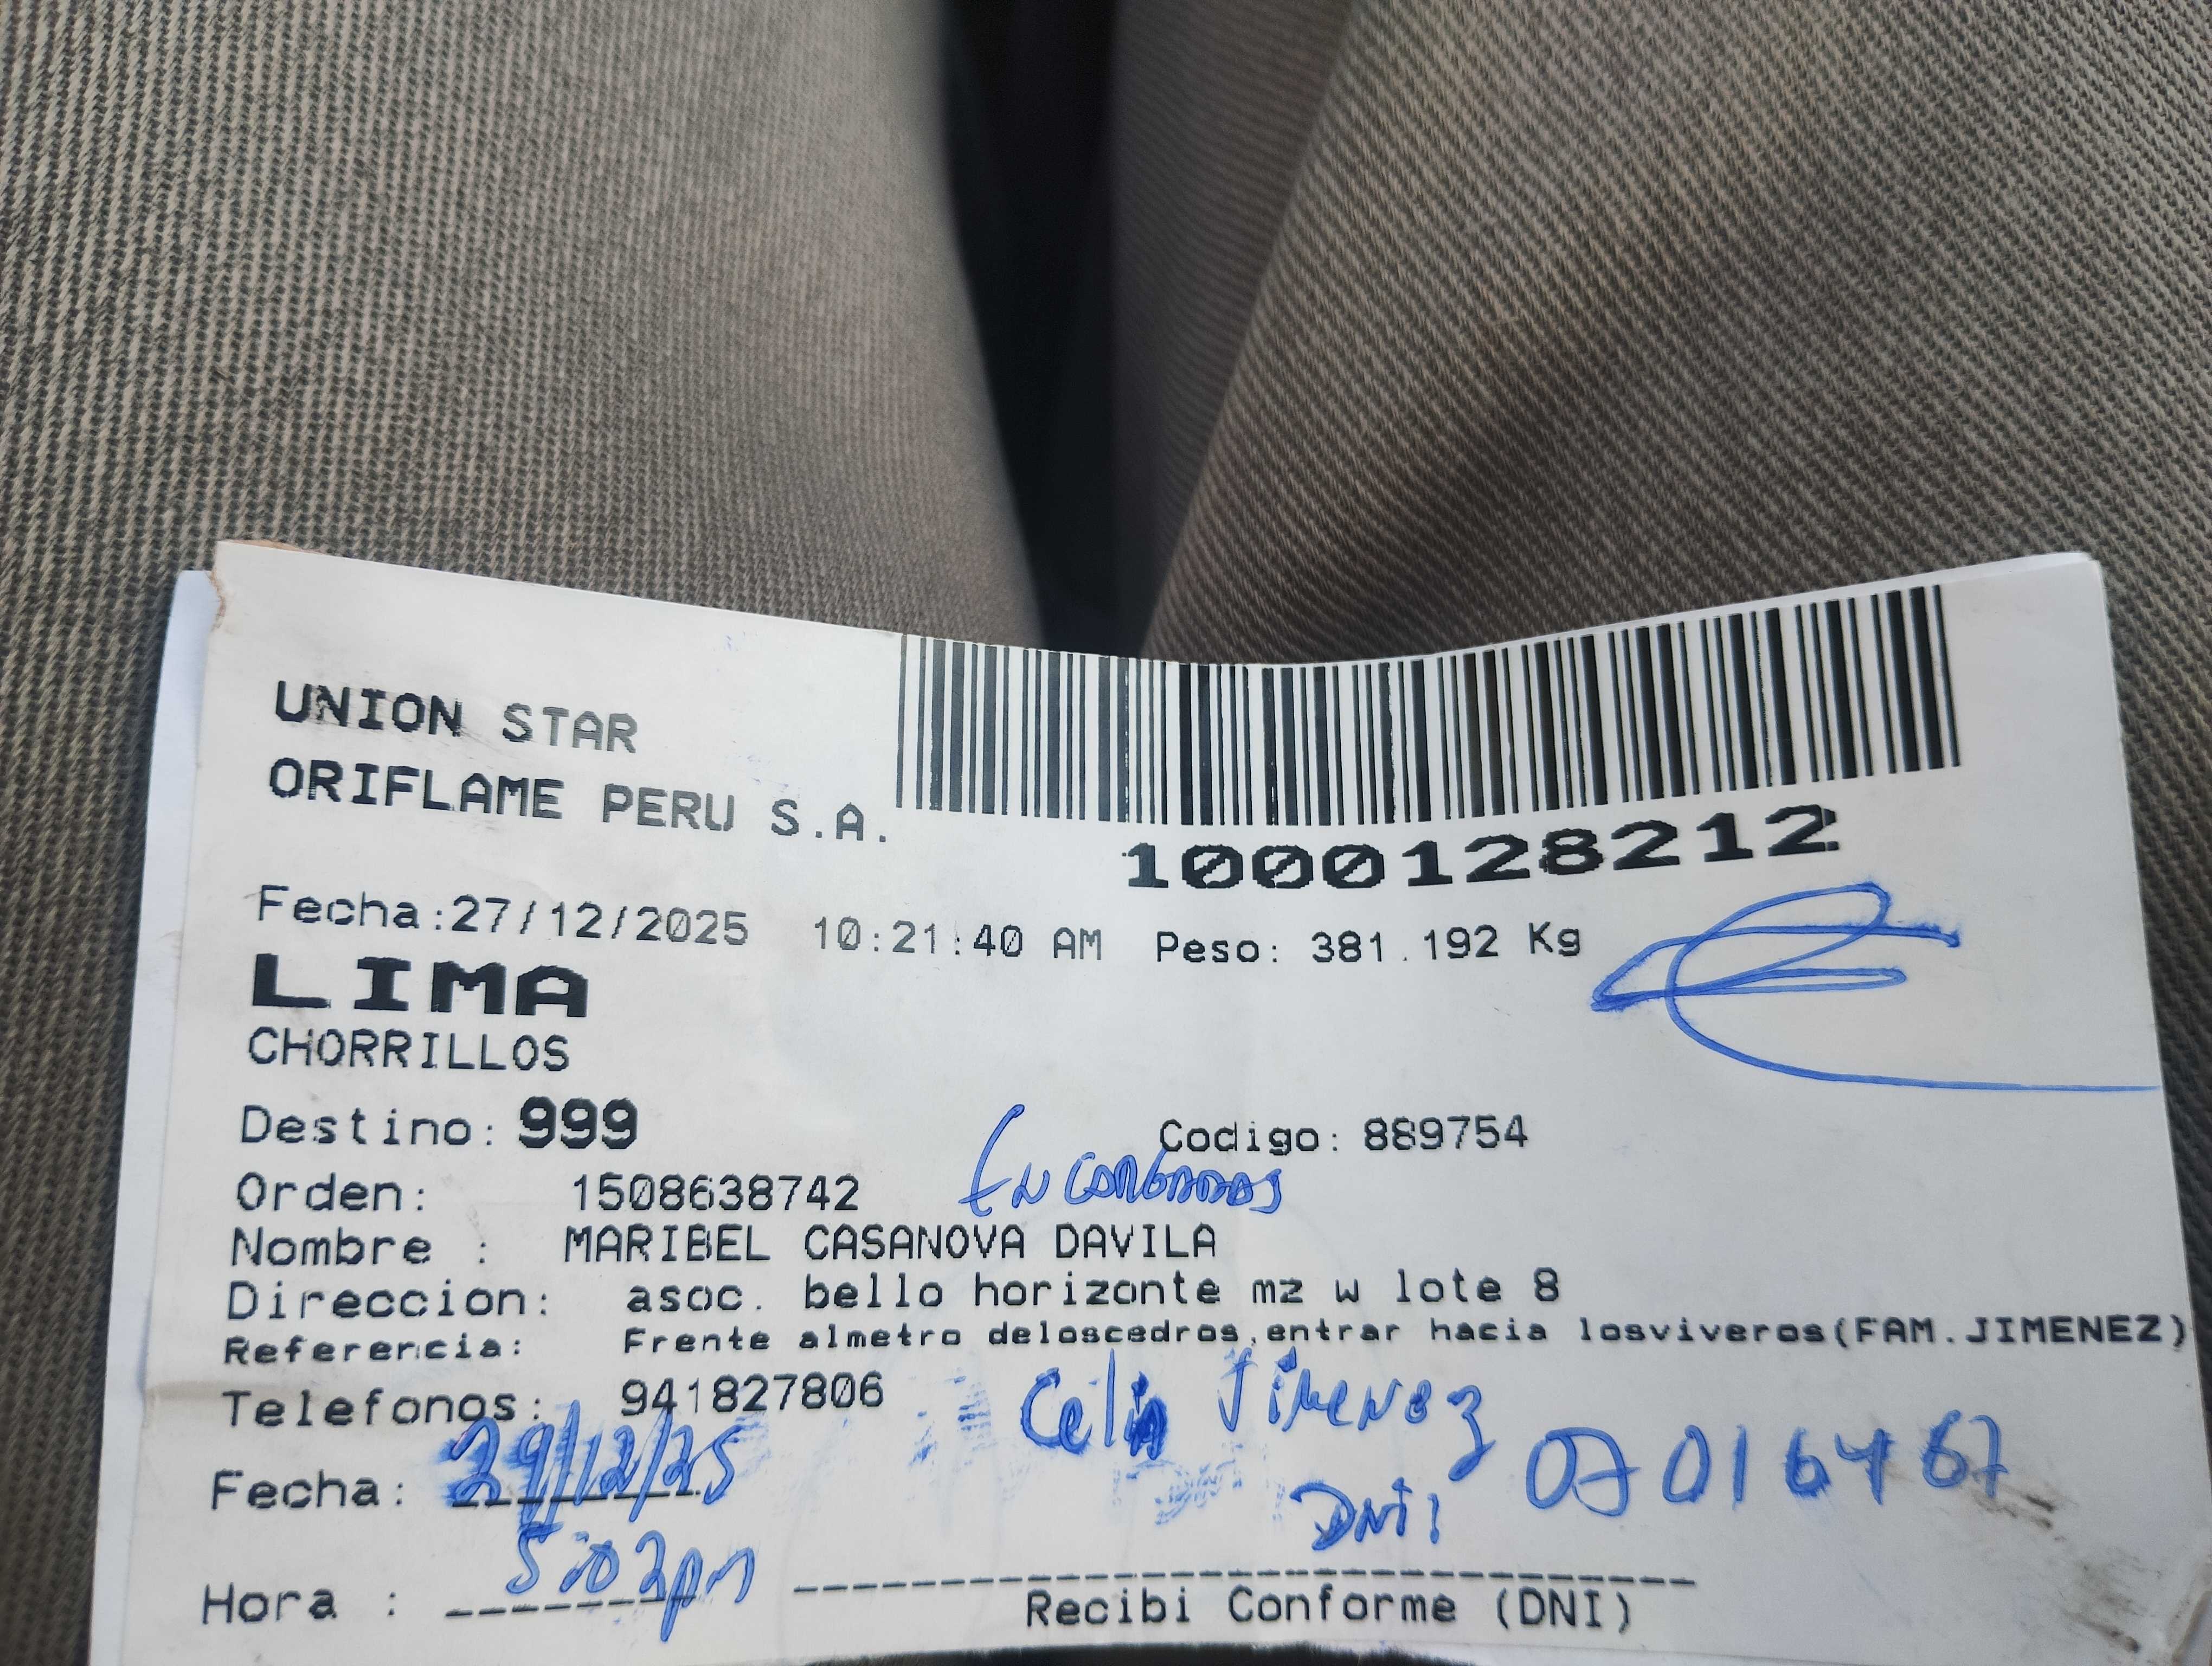 UNION STAR
ORIFLAME PERU S.A.
1000128212
Fecha:27/12/2025 10:21:40 AM Peso: 381.192 Kg
LIMA
CHORRILLOS
Destino: 999 Codigo: 889754
Orden: 1508638742
Nombre : MARIBEL CASANOVA DAVILA
Direccion: asoc. bello horizonte mz w lote 8
Referencia: Frente almetro deloscedros,entrar hacia losviveros(FAM.JIMENEZ)
Telefonos: 941827806
Celia Jimenez
Fecha: 29/12/25
DNI: 07016467
Hora : 5:02pm
Recibi Conforme (DNI)